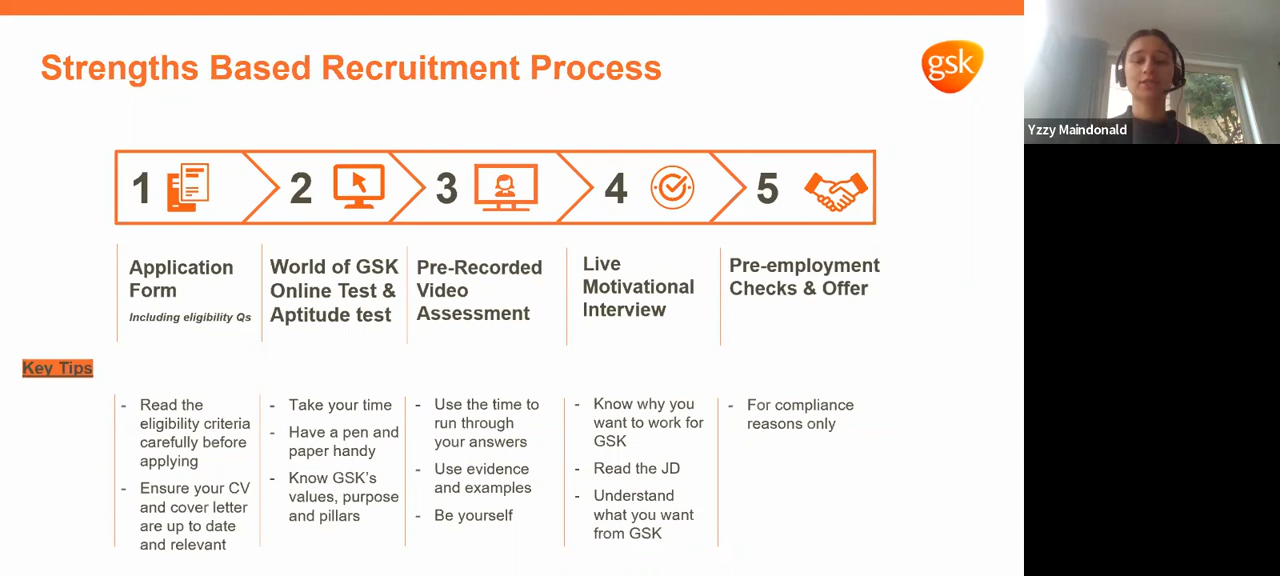 Strengths Based Recruitment Process
gsk
Yzzy Maindonald
1
2
3
4
5
Application
Form
Including eligibility Qs
World of GSK
Online Test &
Aptitude test
Pre-Recorded
Video
Assessment
Live
Motivational
Interview
Pre-employment
Checks & Offer
Key Tips
- Read the
eligibility criteria
carefully before
applying
- Ensure your CV
and cover letter
are up to date
and relevant
- Take your time
- Have a pen and
paper handy
- Know GSK's
values, purpose
and pillars
- Use the time to
run through
your answers
- Use evidence
and examples
- Be yourself
- Know why you
want to work for
GSK
- Read the JD
- Understand
what you want
from GSK
- For compliance
reasons only